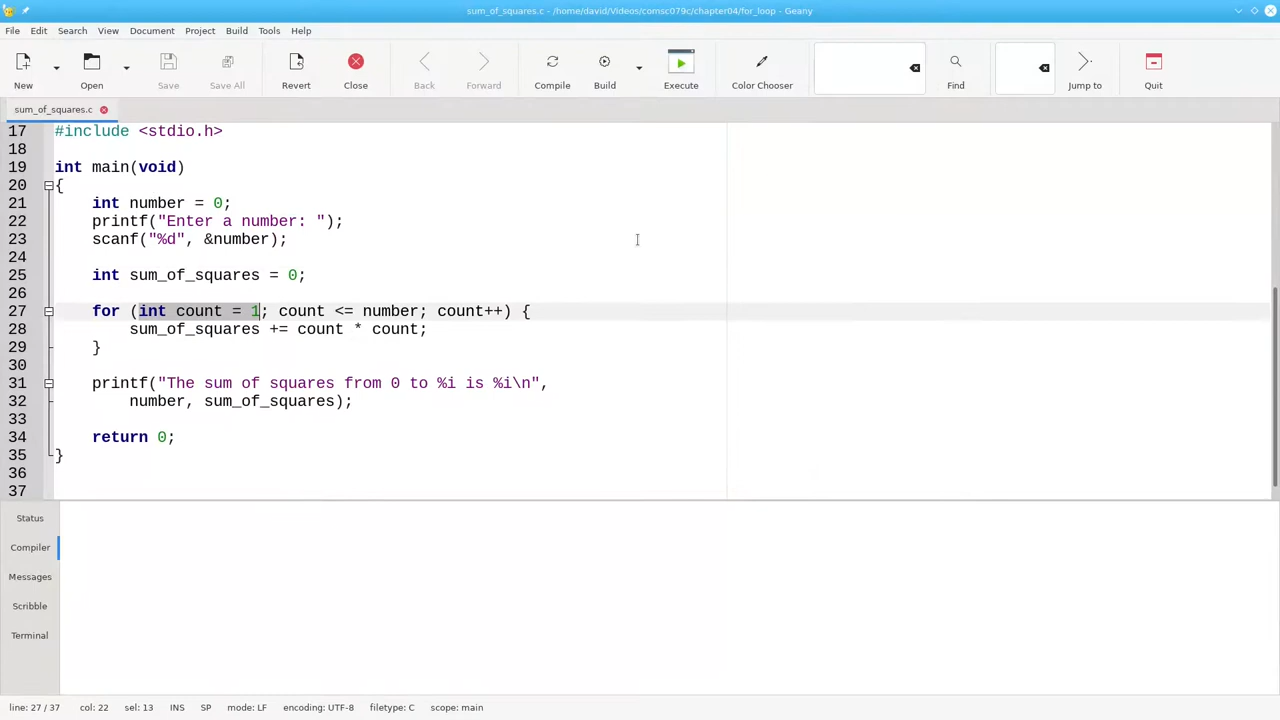 sum_of_squares.c - /home/david/Videos/comsc079c/chapter04/for_loop - Geany
File Edit Search View Document Project Build Tools Help
New Open Save Save All Revert Close Back Forward Compile Build Execute Color Chooser Find Jump to Quit
sum_of_squares.c
17 #include <stdio.h>
18
19 int main(void)
20 {
21     int number = 0;
22     printf("Enter a number: ");
23     scanf("%d", &number);
24
25     int sum_of_squares = 0;
26
27     for (int count = 1; count <= number; count++) {
28         sum_of_squares += count * count;
29     }
30
31     printf("The sum of squares from 0 to %i is %i\n",
32         number, sum_of_squares);
33
34     return 0;
35 }
36
37
Status
Compiler
Messages
Scribble
Terminal
line: 27 / 37 col: 22 sel: 13 INS SP mode: LF encoding: UTF-8 filetype: C scope: main